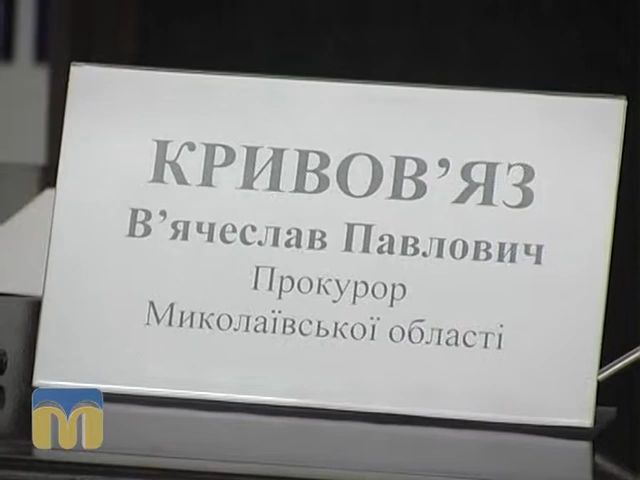 КРИВОВ’ЯЗ
В’ячеслав Павлович
Прокурор
Миколаївської області
М